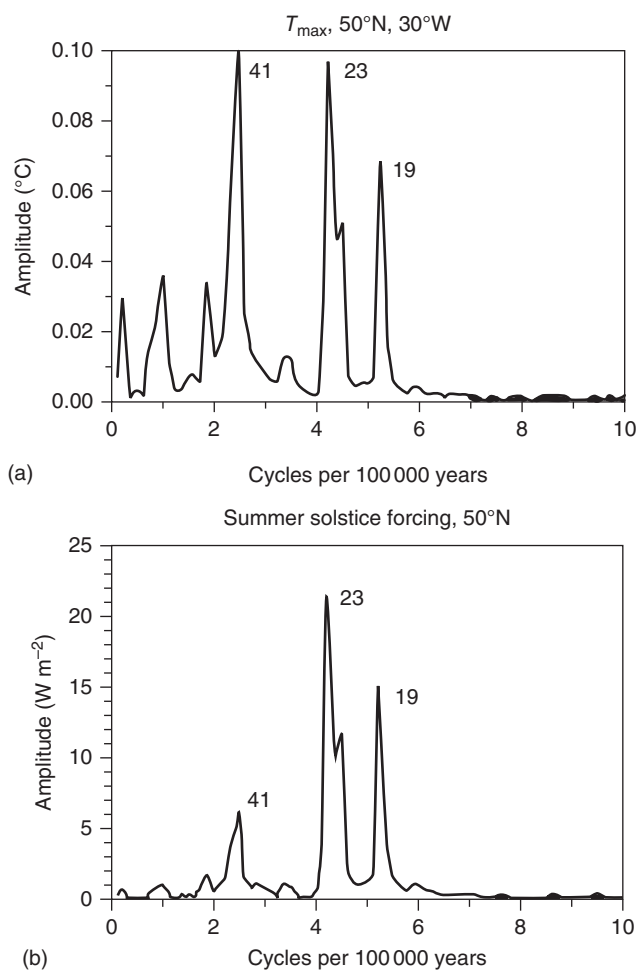 T_max, 50°N, 30°W
0.10
0.08
0.06
0.04
0.02
0.00
Amplitude (°C)
41
23
19
0 2 4 6 8 10
(a)
Cycles per 100 000 years
Summer solstice forcing, 50°N
25
20
15
10
5
0
Amplitude (W m⁻²)
23
19
41
0 2 4 6 8 10
(b)
Cycles per 100 000 years